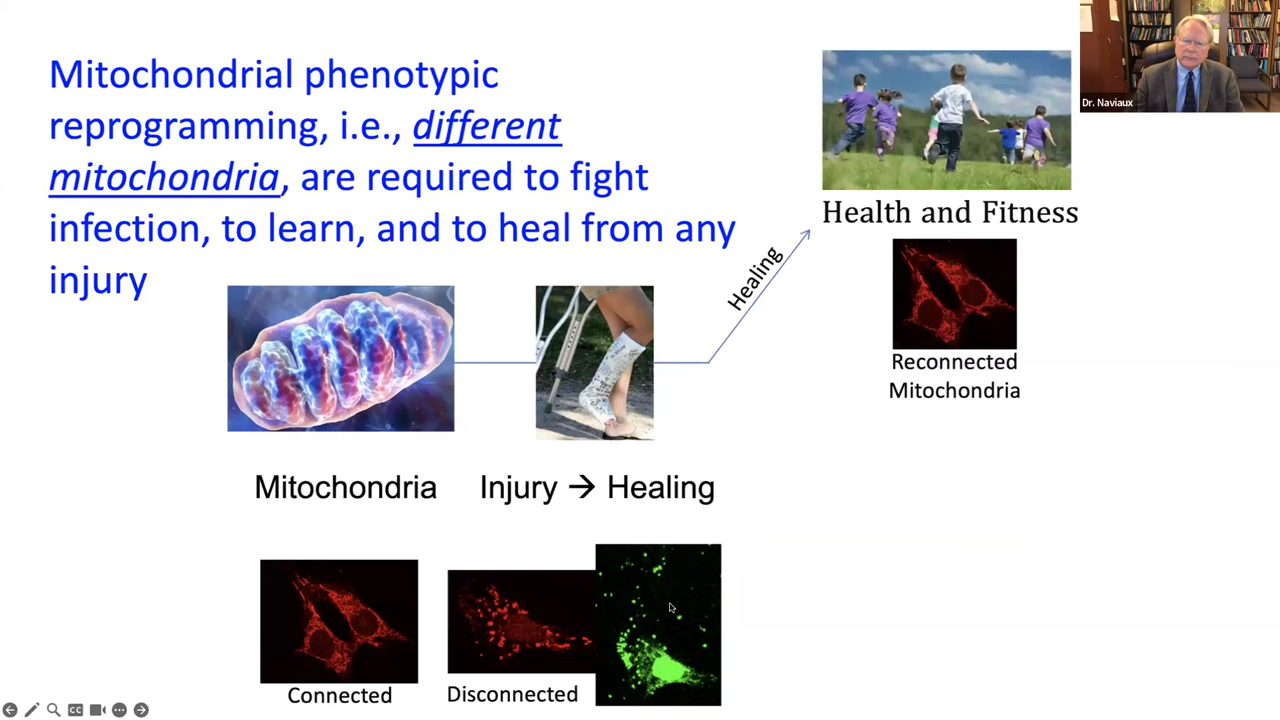 Mitochondrial phenotypic
reprogramming, i.e., different
mitochondria, are required to fight
infection, to learn, and to heal from any
injury
Dr. Naviaux
Health and Fitness
Healing
Reconnected
Mitochondria
Mitochondria
Injury → Healing
Connected
Disconnected
CC